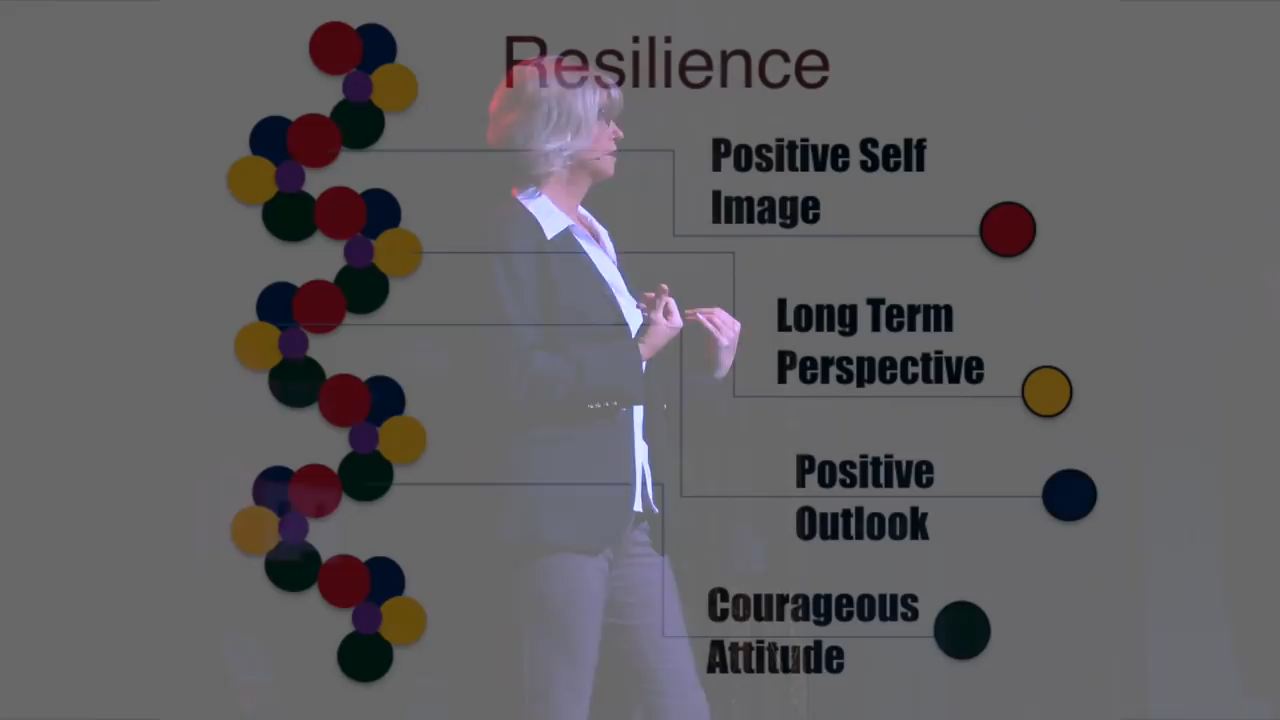 Resilience
Positive Self
Image
Long Term
Perspective
Positive
Outlook
Courageous
Attitude